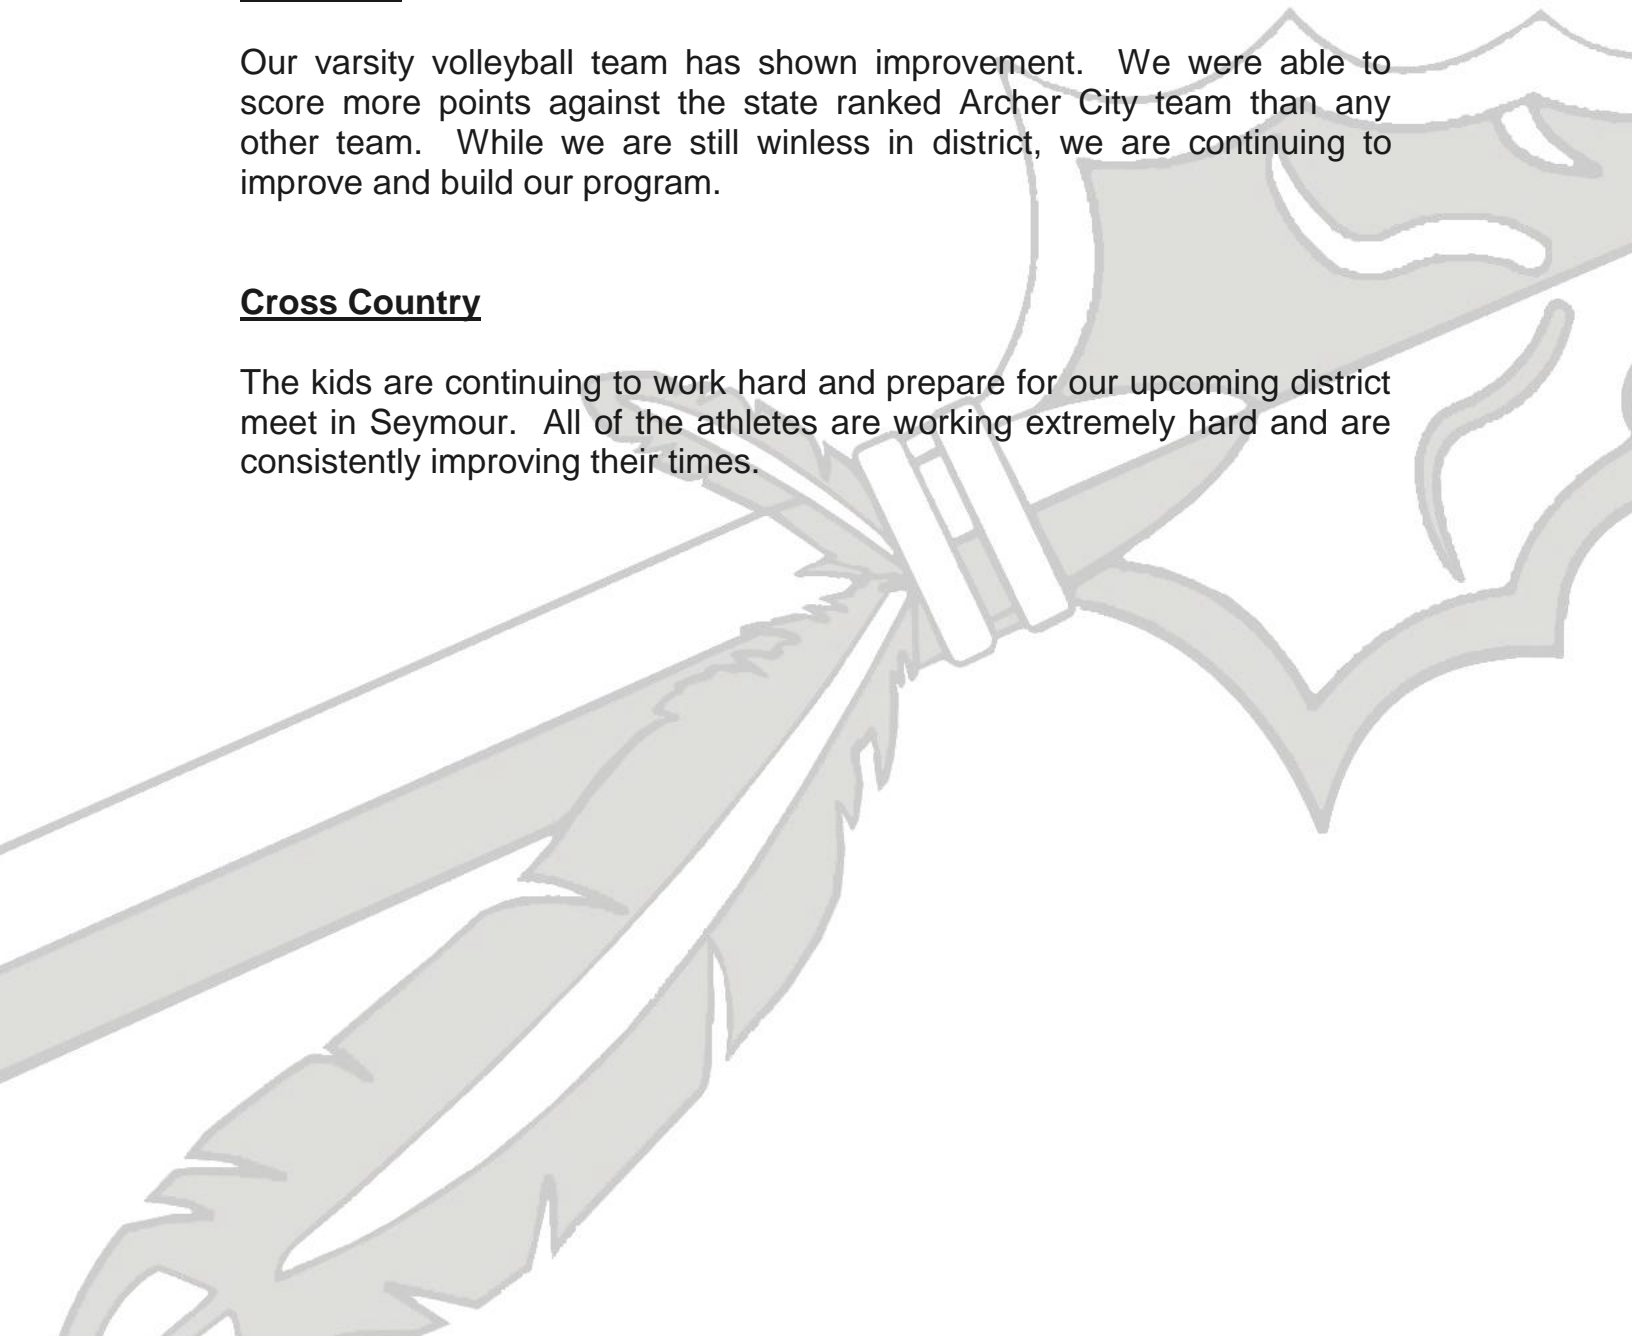 Our varsity volleyball team has shown improvement.  We were able to
score more points against the state ranked Archer City team than any
other team.  While we are still winless in district, we are continuing to
improve and build our program.
Cross Country
The kids are continuing to work hard and prepare for our upcoming district
meet in Seymour.  All of the athletes are working extremely hard and are
consistently improving their times.